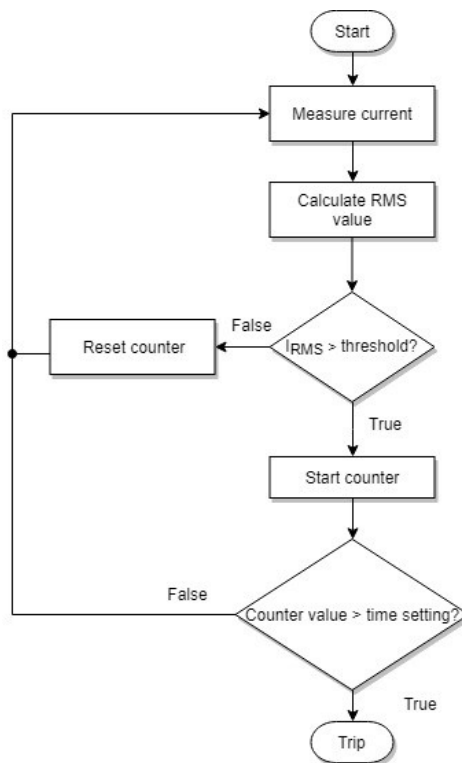 Start
Measure current
Calculate RMS
value
False
Reset counter
IRMS > threshold?
True
Start counter
False
Counter value > time setting?
True
Trip